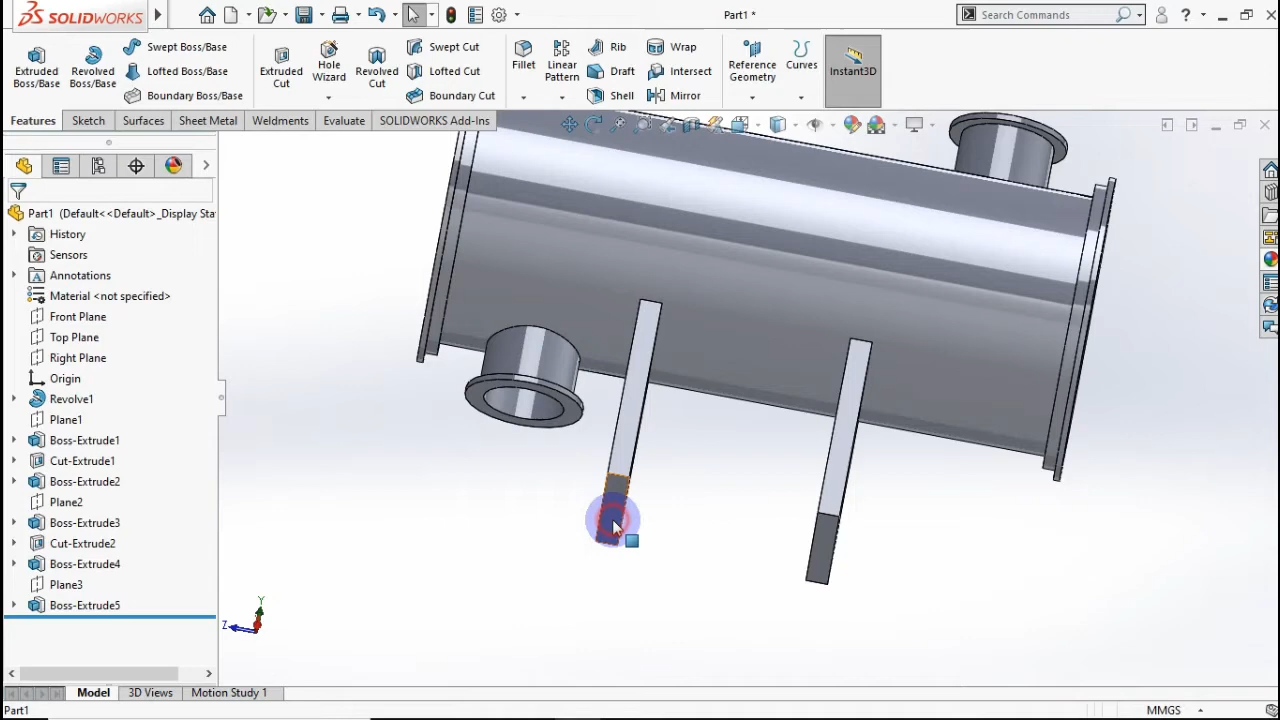 SOLIDWORKS
Part1 *
Search Commands
?
Extruded Boss/Base
Revolved Boss/Base
Swept Boss/Base
Lofted Boss/Base
Boundary Boss/Base
Extruded Cut
Hole Wizard
Revolved Cut
Swept Cut
Lofted Cut
Boundary Cut
Fillet
Linear Pattern
Rib
Draft
Shell
Wrap
Intersect
Mirror
Reference Geometry
Curves
Instant3D
Features
Sketch
Surfaces
Sheet Metal
Weldments
Evaluate
SOLIDWORKS Add-Ins
Part1 (Default<<Default>_Display Sta
History
Sensors
Annotations
Material <not specified>
Front Plane
Top Plane
Right Plane
Origin
Revolve1
Plane1
Boss-Extrude1
Cut-Extrude1
Boss-Extrude2
Plane2
Boss-Extrude3
Cut-Extrude2
Boss-Extrude4
Plane3
Boss-Extrude5
Y
Z
Model
3D Views
Motion Study 1
Part1
MMGS